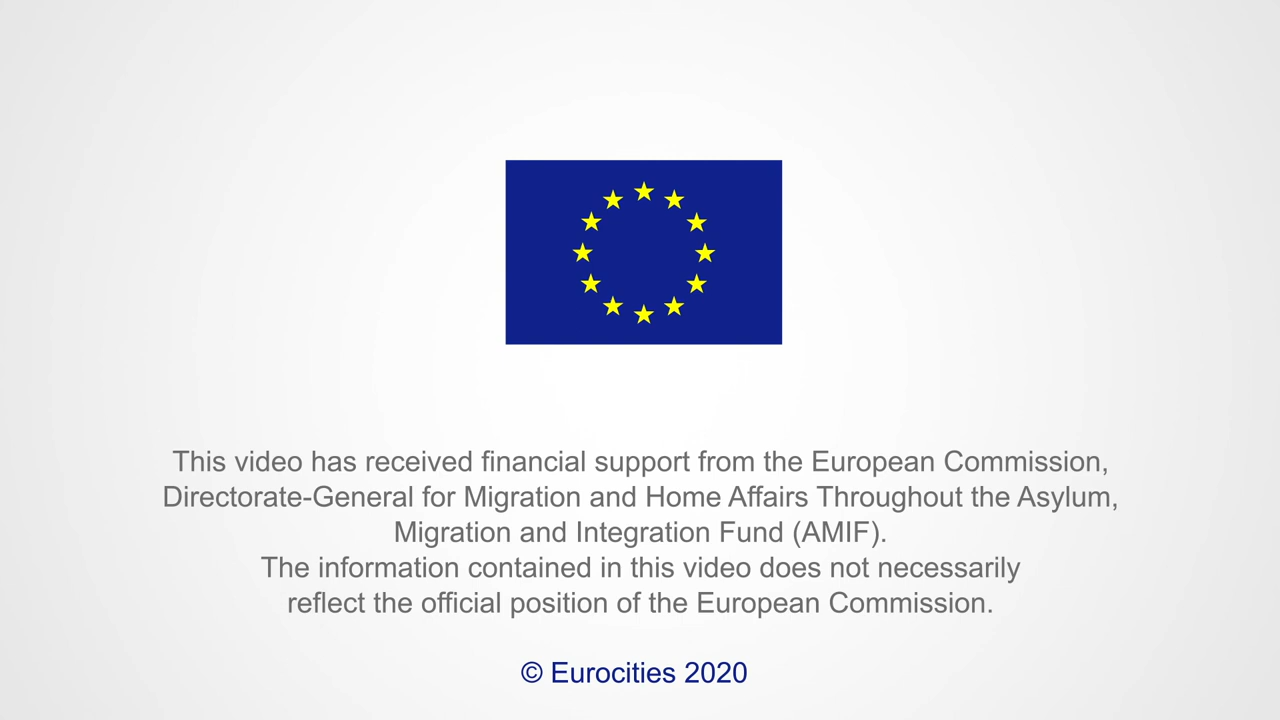 This video has received financial support from the European Commission,
Directorate-General for Migration and Home Affairs Throughout the Asylum,
Migration and Integration Fund (AMIF).
The information contained in this video does not necessarily
reflect the official position of the European Commission.
© Eurocities 2020